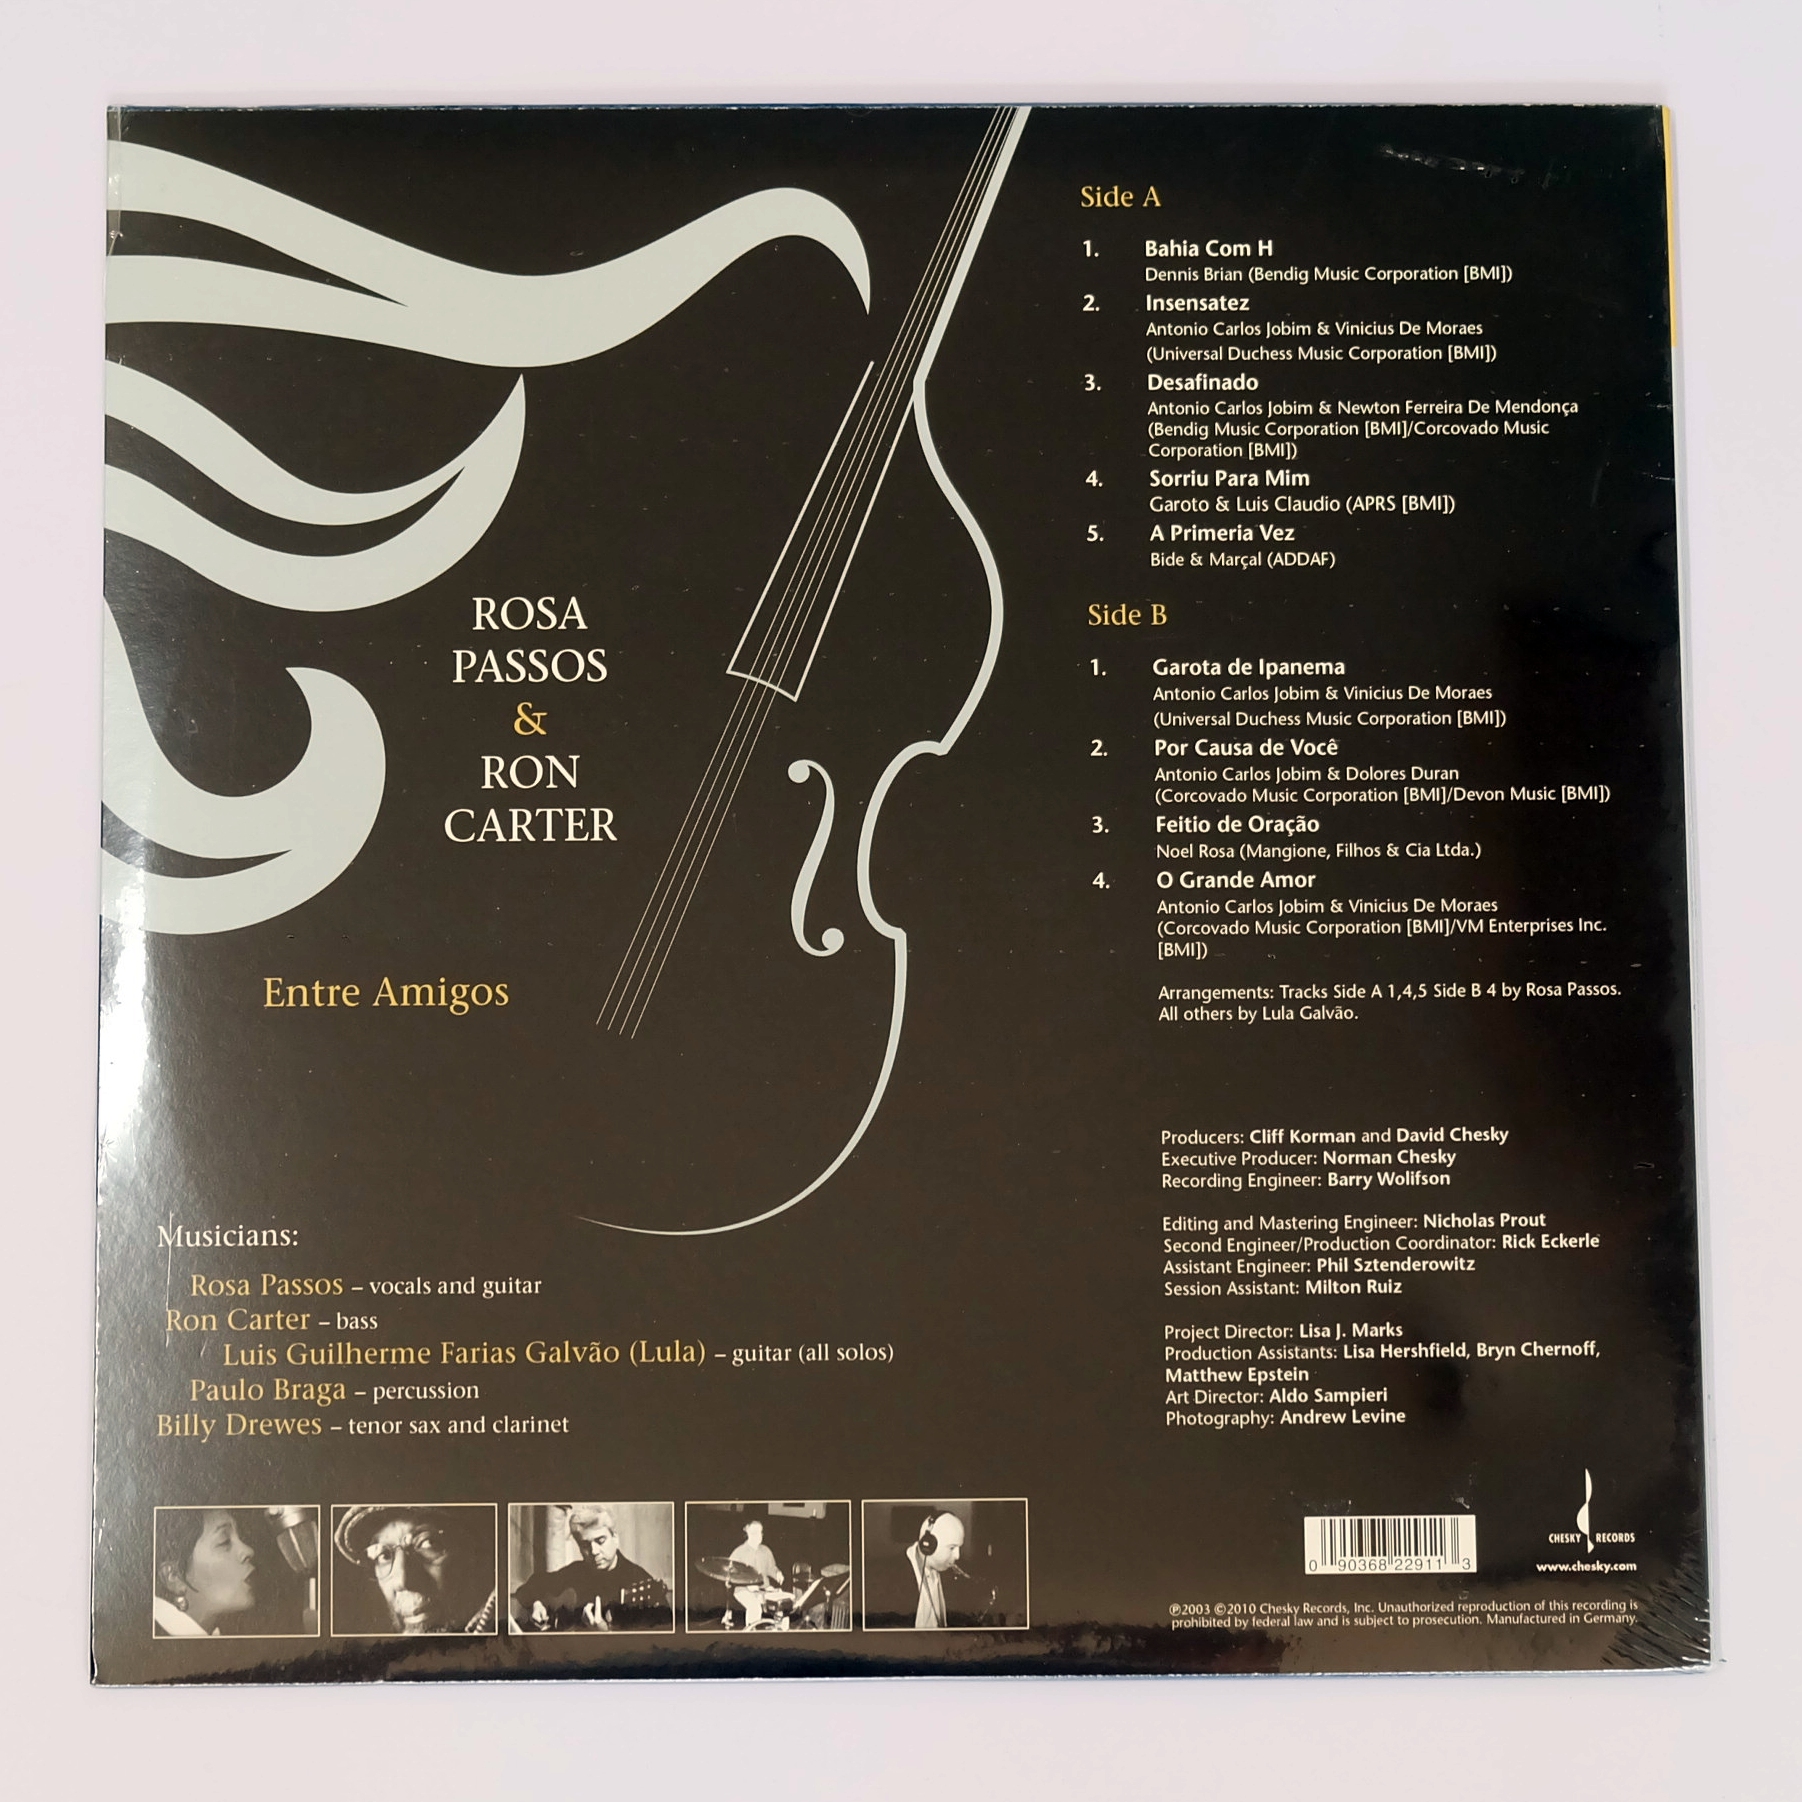 ROSA
PASSOS
&
RON
CARTER
Entre Amigos
Musicians:
Rosa Passos – vocals and guitar
Ron Carter – bass
Luis Guilherme Farias Galvão (Lula) – guitar (all solos)
Paulo Braga – percussion
Billy Drewes – tenor sax and clarinet
Side A
1. Bahia Com H
Dennis Brian (Bendig Music Corporation [BMI])
2. Insensatez
Antonio Carlos Jobim & Vinicius De Moraes
(Universal Duchess Music Corporation [BMI])
3. Desafinado
Antonio Carlos Jobim & Newton Ferreira De Mendonça
(Bendig Music Corporation [BMI]/Corcovado Music
Corporation [BMI])
4. Sorriu Para Mim
Garoto & Luis Claudio (APRS [BMI])
5. A Primeria Vez
Bide & Marçal (ADDAF)
Side B
1. Garota de Ipanema
Antonio Carlos Jobim & Vinicius De Moraes
(Universal Duchess Music Corporation [BMI])
2. Por Causa de Você
Antonio Carlos Jobim & Dolores Duran
(Corcovado Music Corporation [BMI]/Devon Music [BMI])
3. Feitio de Oração
Noel Rosa (Mangione, Filhos & Cia Ltda.)
4. O Grande Amor
Antonio Carlos Jobim & Vinicius De Moraes
(Corcovado Music Corporation [BMI]/VM Enterprises Inc.
[BMI])
Arrangements: Tracks Side A 1,4,5 Side B 4 by Rosa Passos.
All others by Lula Galvão.
Producers: Cliff Korman and David Chesky
Executive Producer: Norman Chesky
Recording Engineer: Barry Wolifson
Editing and Mastering Engineer: Nicholas Prout
Second Engineer/Production Coordinator: Rick Eckerle
Assistant Engineer: Phil Sztenderowitz
Session Assistant: Milton Ruiz
Project Director: Lisa J. Marks
Production Assistants: Lisa Hershfield, Bryn Chernoff,
Matthew Epstein
Art Director: Aldo Sampieri
Photography: Andrew Levine
0 90368 22911 3
CHESKY RECORDS
www.chesky.com
℗2003 ©2010 Chesky Records, Inc. Unauthorized reproduction of this recording is
prohibited by federal law and is subject to prosecution. Manufactured in Germany.